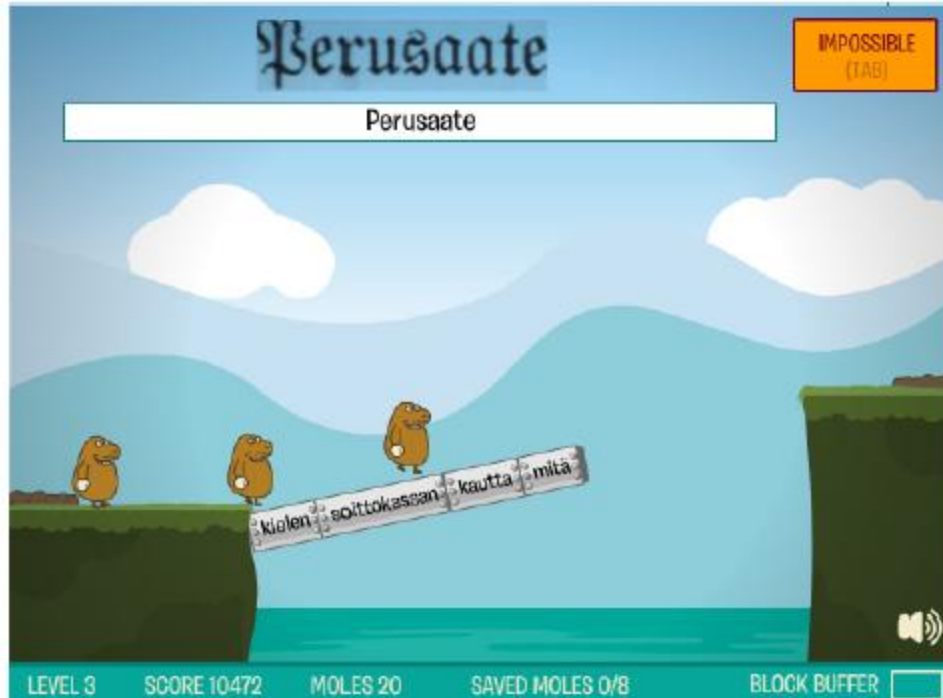 Perusaate
IMPOSSIBLE
(TAB)
Perusaate
kielen soittokassan kautta mitä
LEVEL 3 SCORE 10472 MOLES 20 SAVED MOLES 0/8 BLOCK BUFFER